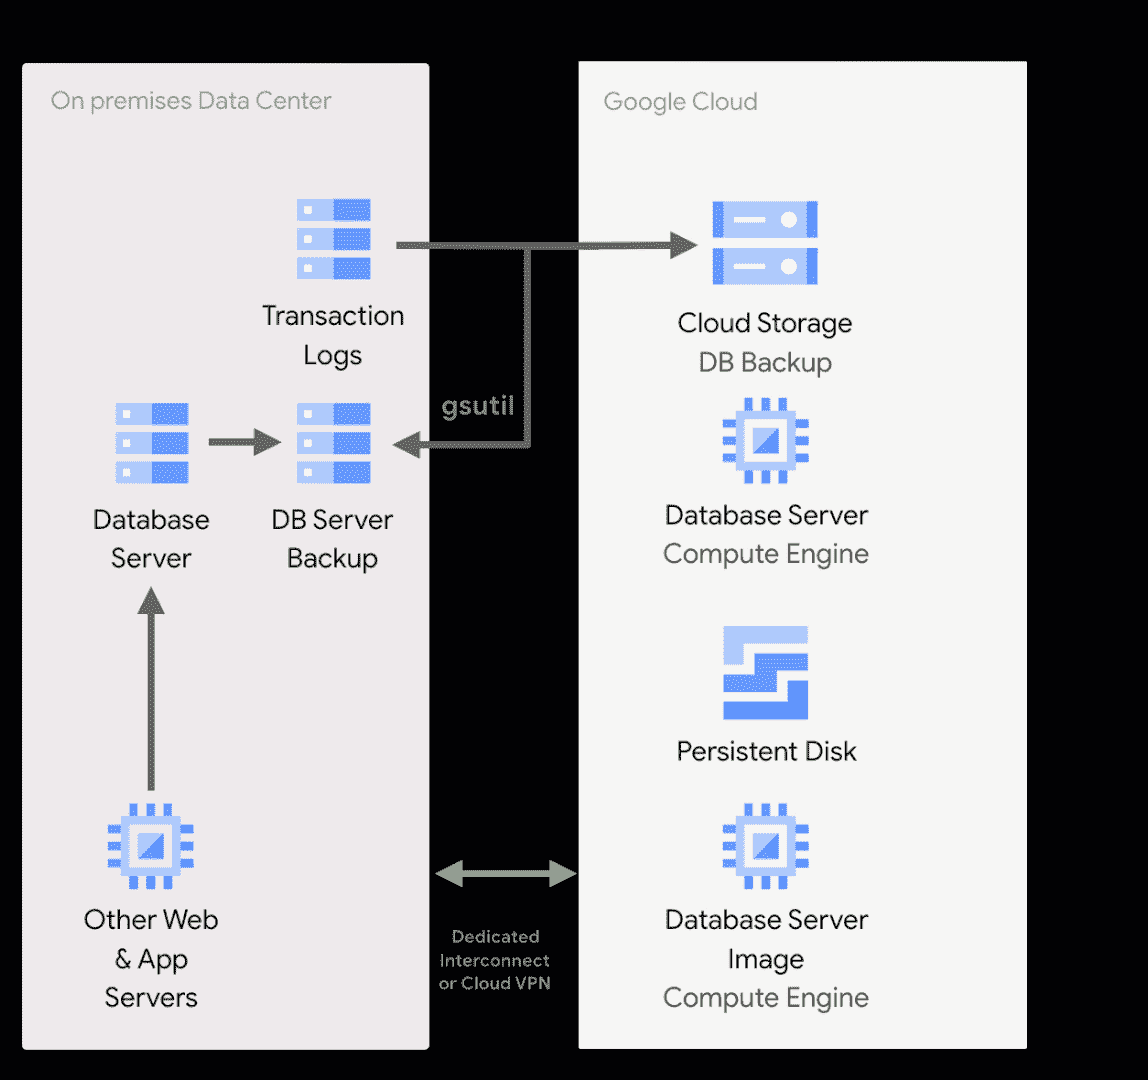 On premises Data Center
Transaction
Logs
Database
Server
DB Server
Backup
Other Web
& App
Servers
gsutil
Dedicated
Interconnect
or Cloud VPN
Google Cloud
Cloud Storage
DB Backup
Database Server
Compute Engine
Persistent Disk
Database Server
Image
Compute Engine